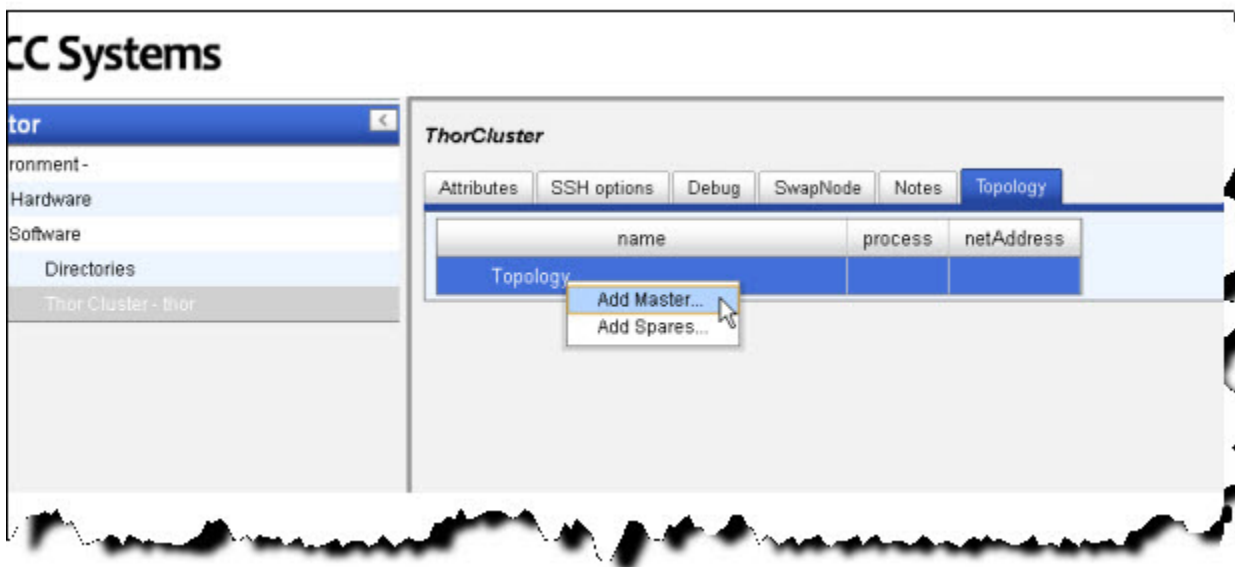 CC Systems
tor
ronment -
Hardware
Software
Directories
Thor Cluster - thor
ThorCluster
Attributes SSH options Debug SwapNode Notes Topology
name process netAddress
Topology
Add Master...
Add Spares...